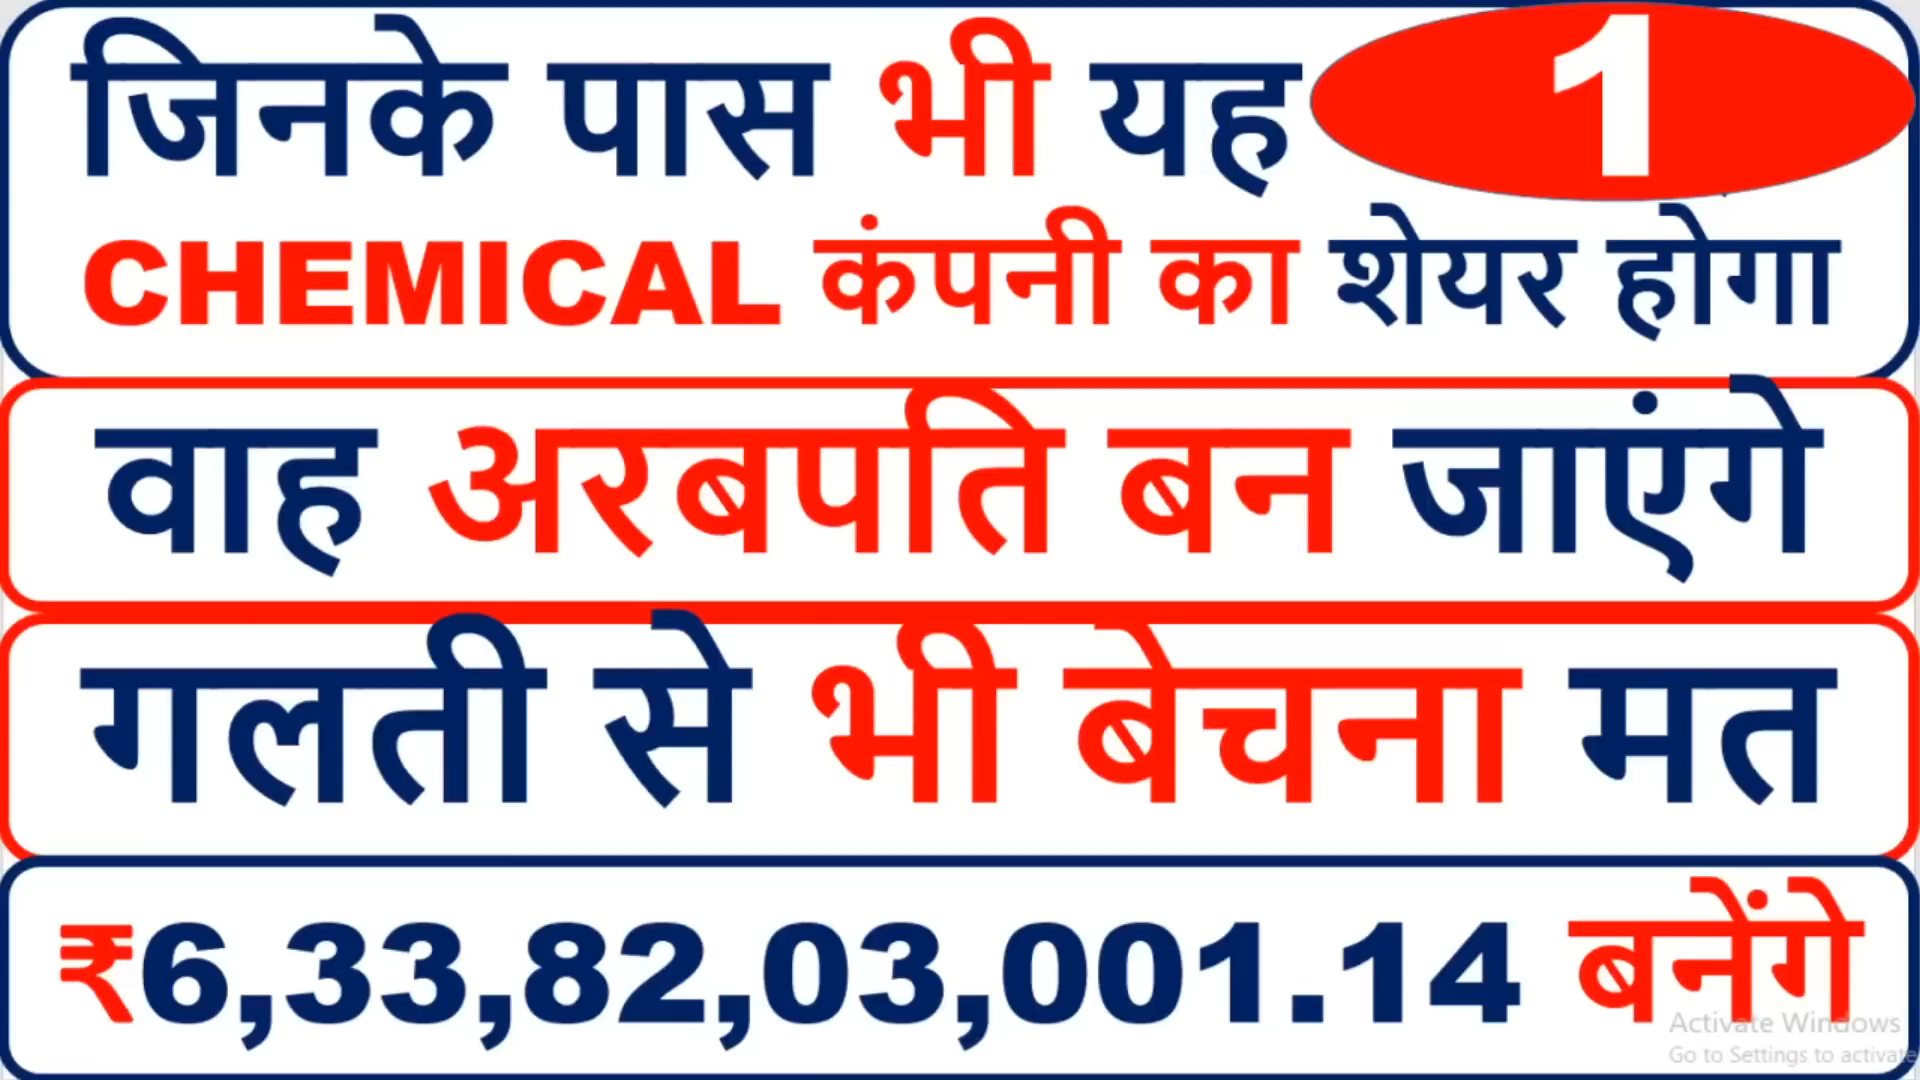 जिनके पास भी यह 1
CHEMICAL कंपनी का शेयर होगा
वाह अरबपति बन जाएंगे
गलती से भी बेचना मत
₹6,33,82,03,001.14 बनेंगे
Activate Windows
Go to Settings to activate